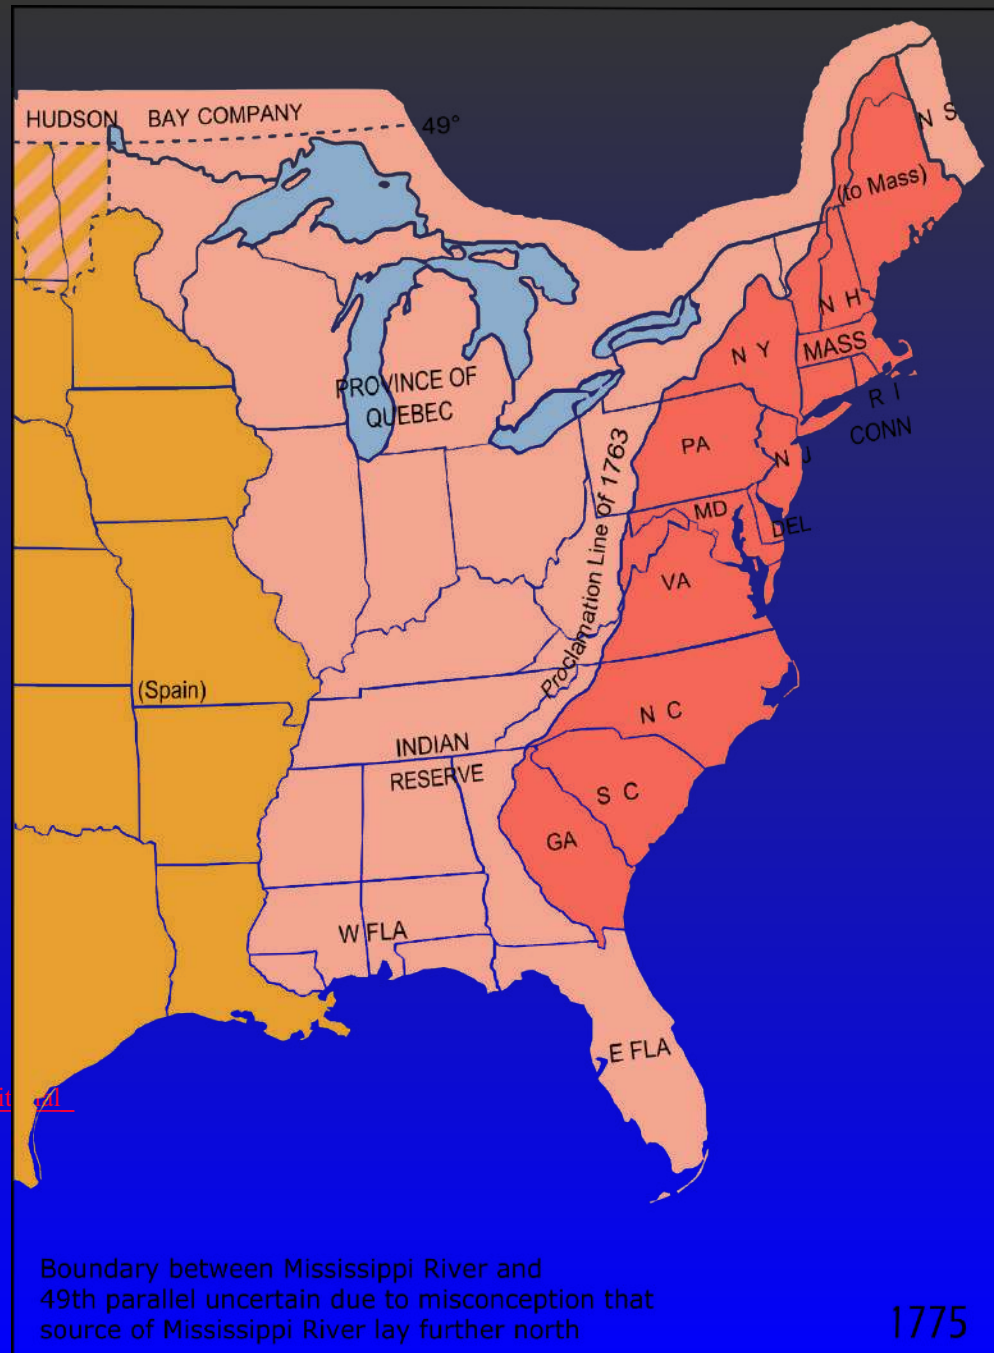 HUDSON BAY COMPANY
49°
N S
(to Mass)
N H
N Y
MASS
PROVINCE OF
QUEBEC
R I
CONN
PA
N J
Proclamation Line of 1763
MD
DEL
VA
(Spain)
N C
INDIAN
RESERVE
S C
GA
W FLA
E FLA
Boundary between Mississippi River and
49th parallel uncertain due to misconception that
source of Mississippi River lay further north
1775